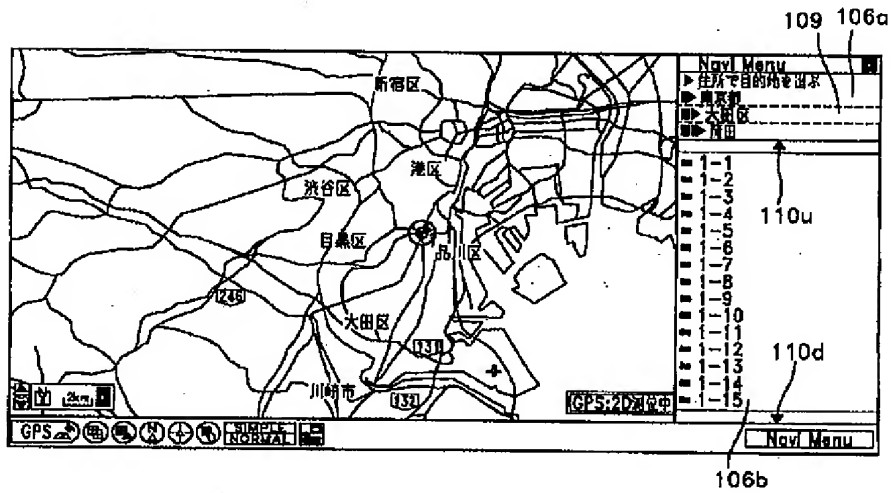 109 106a
Navi Menu
▶住所で目的地を選ぶ
▶東京都
▶大田区
▶蒲田
新宿区
港区
渋谷区
目黒区
品川区
246
大田区
131
川崎市
132
GPS:2D測位中
1-1
1-2
1-3
1-4
1-5
1-6
1-7
1-8
1-9
1-10
1-11
1-12
1-13
1-14
1-15
110u
110d
GPS
N
SIMPLE
NORMAL
Navi Menu
106b